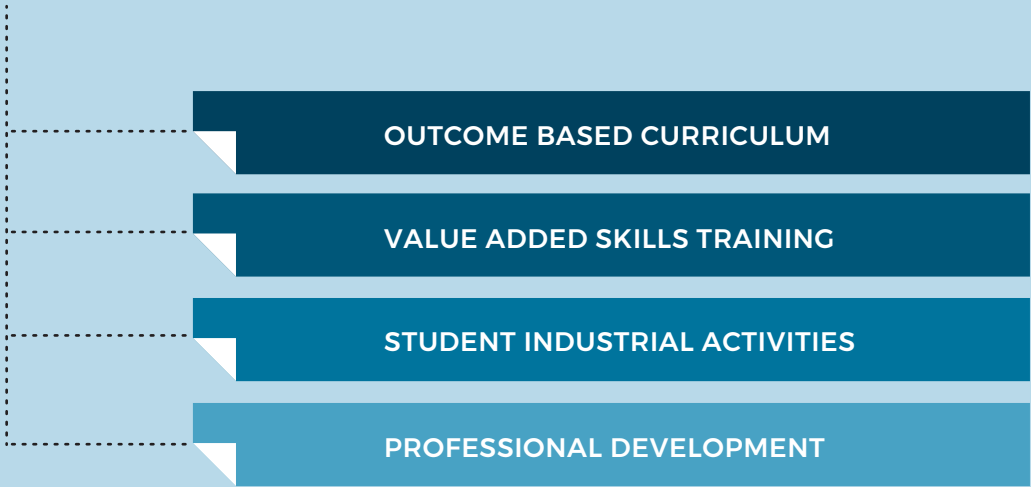 OUTCOME BASED CURRICULUM
VALUE ADDED SKILLS TRAINING
STUDENT INDUSTRIAL ACTIVITIES
PROFESSIONAL DEVELOPMENT